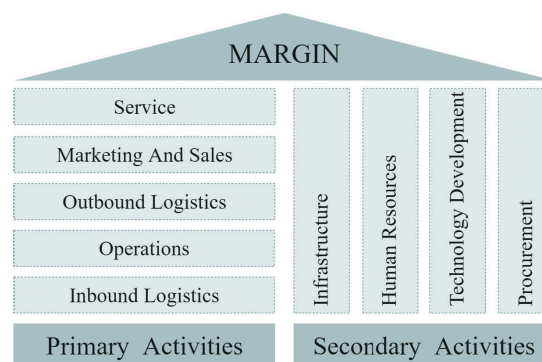 MARGIN
Service
Marketing And Sales
Outbound Logistics
Operations
Inbound Logistics
Infrastructure
Human Resources
Technology Development
Procurement
Primary Activities
Secondary Activities